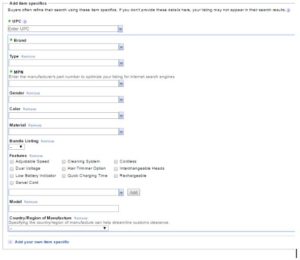 Add item specifics
Buyers often refine their search using these item specifics. If you don't provide these details here, your listing may not appear in their search results.
* UPC
Enter UPC
* Brand
Type Remove
* MPN
Enter the manufacturer's part number to optimize your listing for internet search engines
Gender Remove
Color Remove
Material Remove
Bundle Listing Remove
-
Features Remove
Adjustable Speed Cleaning System Cordless
Dual Voltage Hair Trimmer Option Interchangeable Heads
Low Battery Indicator Quick Charging Time Rechargeable
Swivel Cord
Add
Model Remove
Country/Region of Manufacture Remove
Specifying the country/region of manufacture can help streamline customs clearance.
-
Add your own item specific